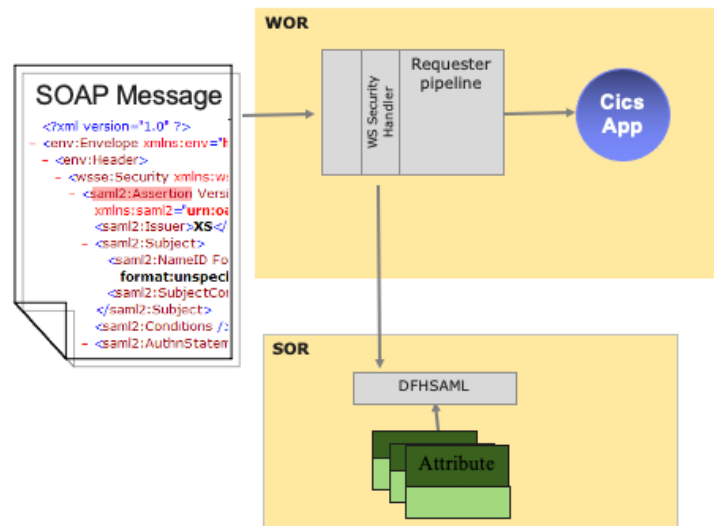 WOR
SOAP Message
<?xml version="1.0" ?>
- <env:Envelope xmlns:env="h
- <env:Header>
- <wsse:Security xmlns:ws
- <saml2:Assertion Versi
xmlns:saml2="urn:oa
<saml2:Issuer>XS</
- <saml2:Subject>
<saml2:NameID Fo
format:unspeci
<saml2:SubjectCon
</saml2:Subject>
<saml2:Conditions />
- <saml2:AuthnStatem
WS Security
Handler
Requester
pipeline
Cics
App
SOR
DFHSAML
Attribute